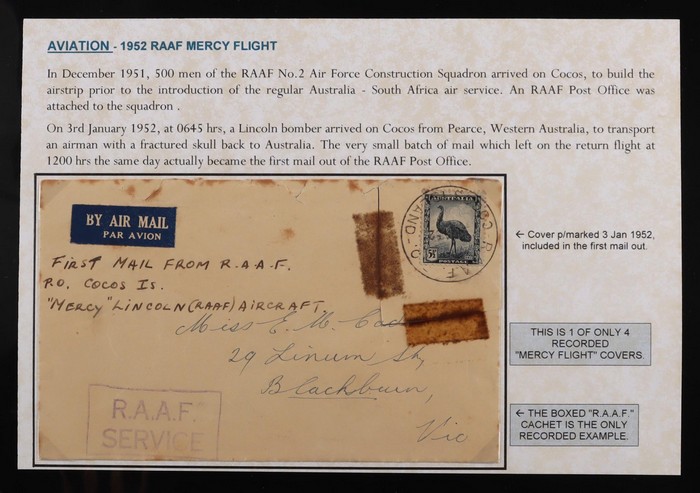 AVIATION - 1952 RAAF MERCY FLIGHT
In December 1951, 500 men of the RAAF No.2 Air Force Construction Squadron arrived on Cocos, to build the
airstrip prior to the introduction of the regular Australia - South Africa air service. An RAAF Post Office was
attached to the squadron .
On 3rd January 1952, at 0645 hrs, a Lincoln bomber arrived on Cocos from Pearce, Western Australia, to transport
an airman with a fractured skull back to Australia. The very small batch of mail which left on the return flight at
1200 hrs the same day actually became the first mail out of the RAAF Post Office.
BY AIR MAIL
PAR AVION
AUSTRALIA
5½d
POSTAGE
← Cover p/marked 3 Jan 1952,
included in the first mail out.
FIRST MAIL FROM R.A.A.F.
P.O. COCOS Is.
"MERCY" LINCOLN (RAAF) AIRCRAFT.
Miss E. M.
29 Linum St,
Blackburn,
Vic
THIS IS 1 OF ONLY 4
RECORDED
"MERCY FLIGHT" COVERS.
R.A.A.F.
SERVICE
← THE BOXED "R.A.A.F."
CACHET IS THE ONLY
RECORDED EXAMPLE.